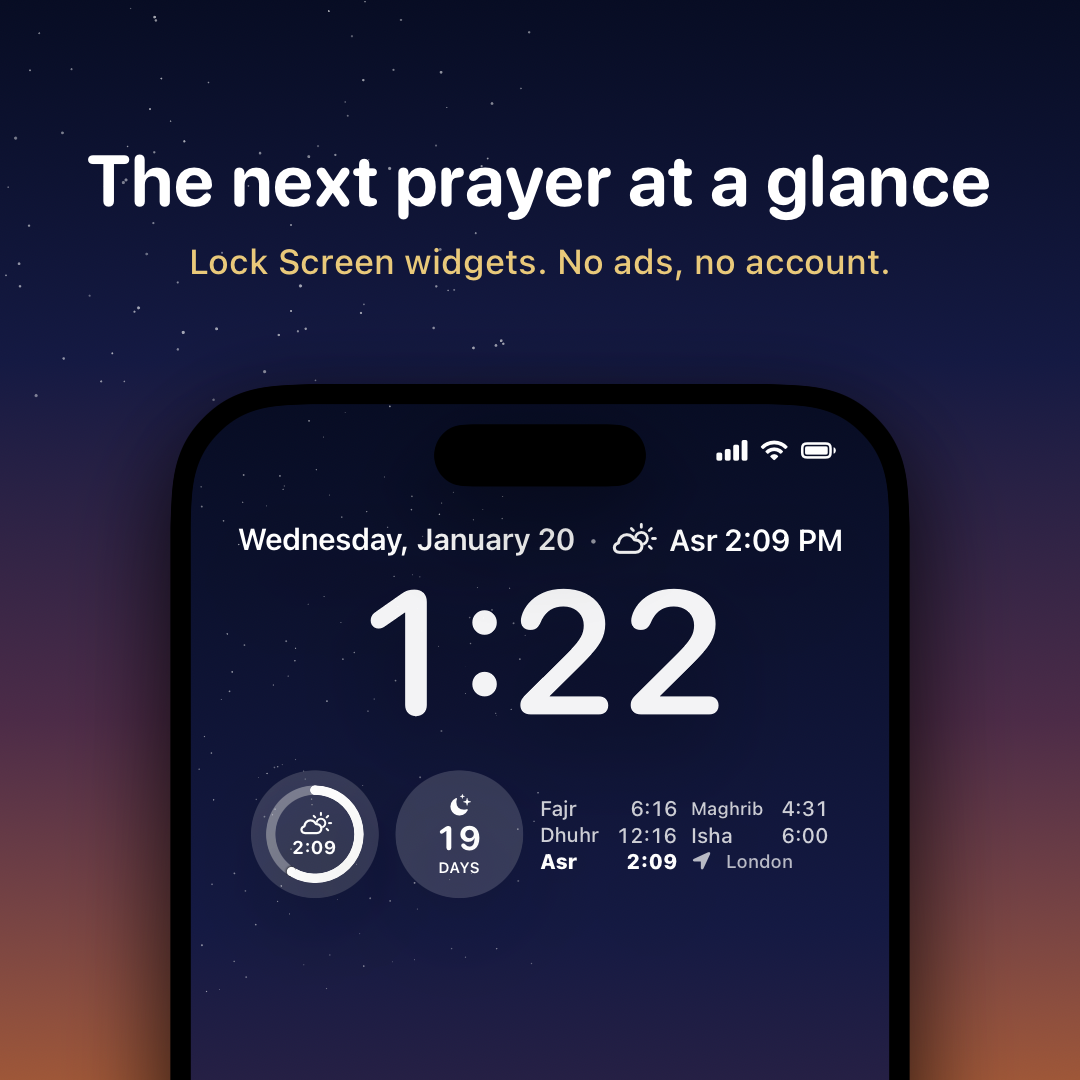 The next prayer at a glance
Lock Screen widgets. No ads, no account.
Wednesday, January 20 · Asr 2:09 PM
1:22
2:09
19
DAYS
Fajr 6:16 Maghrib 4:31
Dhuhr 12:16 Isha 6:00
Asr 2:09 London